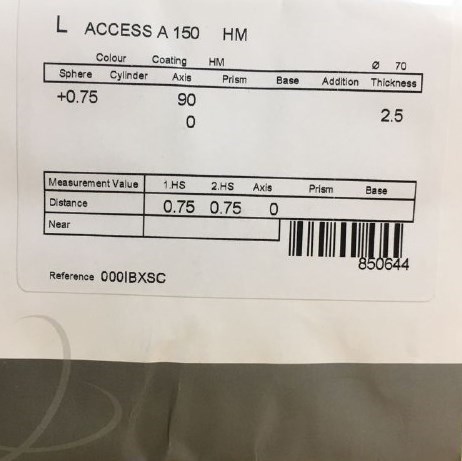 L ACCESS A 150 HM
Colour Coating HM ø 70
Sphere Cylinder Axis Prism Base Addition Thickness
+0.75 90 2.5
0
Measurement Value 1.HS 2.HS Axis Prism Base
Distance 0.75 0.75 0
Near
850644
Reference 000IBXSC